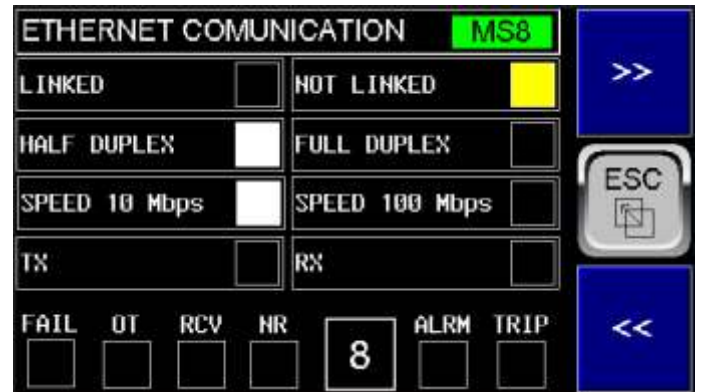 ETHERNET COMUNICATION MS8
>>
LINKED NOT LINKED
HALF DUPLEX FULL DUPLEX
ESC
SPEED 10 Mbps SPEED 100 Mbps
TX RX
FAIL OT RCV NR 8 ALRM TRIP
<<